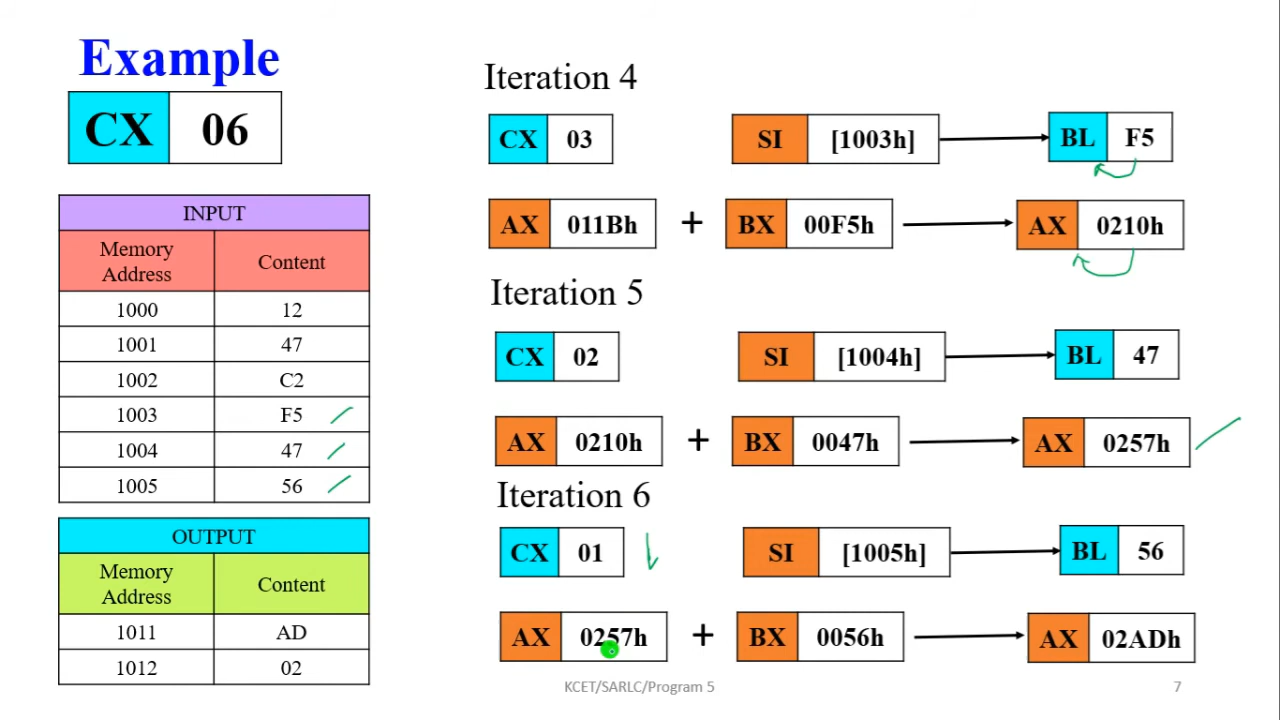 Example
CX 06
INPUT
Memory Address Content
1000 12
1001 47
1002 C2
1003 F5
1004 47
1005 56
OUTPUT
Memory Address Content
1011 AD
1012 02
Iteration 4
CX 03 SI [1003h] BL F5
AX 011Bh + BX 00F5h AX 0210h
Iteration 5
CX 02 SI [1004h] BL 47
AX 0210h + BX 0047h AX 0257h
Iteration 6
CX 01 SI [1005h] BL 56
AX 0257h + BX 0056h AX 02ADh
KCET/SARLC/Program 5 7